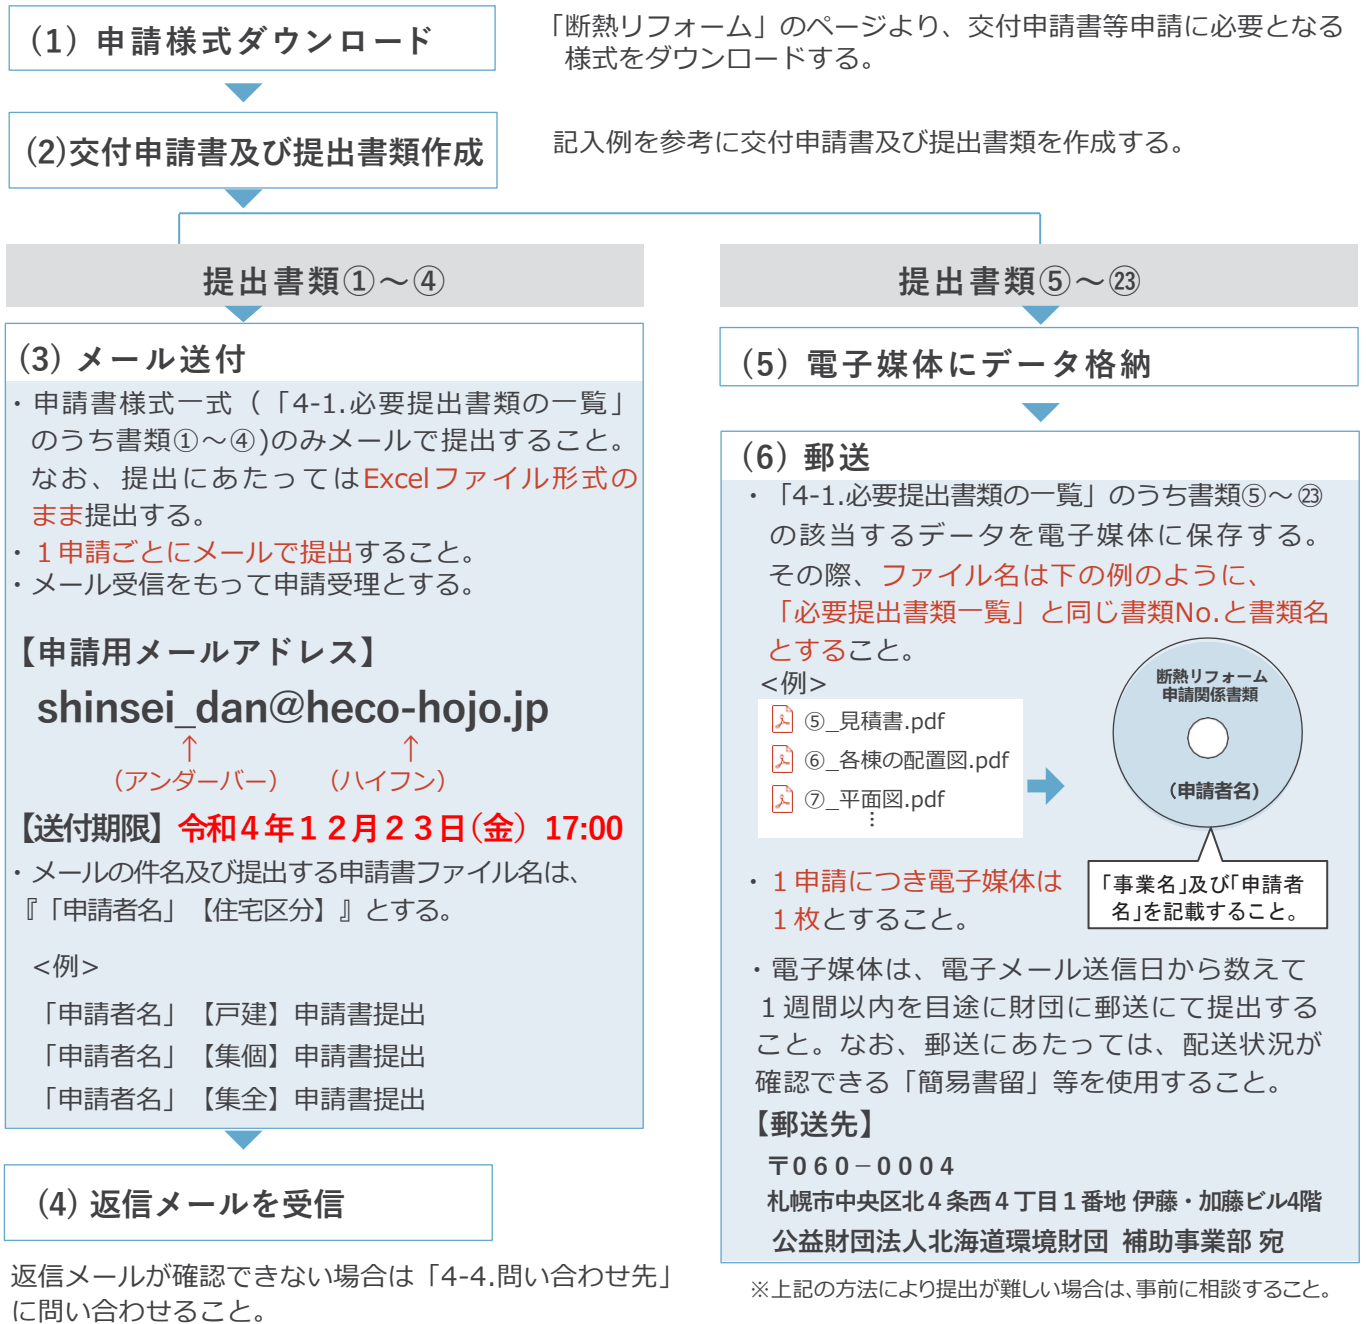 (1) 申請様式ダウンロード
「断熱リフォーム」のページより、交付申請書等申請に必要となる
様式をダウンロードする。
(2)交付申請書及び提出書類作成
記入例を参考に交付申請書及び提出書類を作成する。
提出書類①～④
(3) メール送付
・申請書様式一式（「4-1.必要提出書類の一覧」
のうち書類①～④)のみメールで提出すること。
なお、提出にあたってはExcelファイル形式の
まま提出する。
・１申請ごとにメールで提出すること。
・メール受信をもって申請受理とする。
【申請用メールアドレス】
shinsei_dan@heco-hojo.jp
↑ ↑
（アンダーバー） （ハイフン）
【送付期限】令和４年１２月２３日(金) 17:00
・メールの件名及び提出する申請書ファイル名は、
『「申請者名」【住宅区分】』とする。
<例>
「申請者名」【戸建】申請書提出
「申請者名」【集個】申請書提出
「申請者名」【集全】申請書提出
(4) 返信メールを受信
返信メールが確認できない場合は「4-4.問い合わせ先」
に問い合わせること。
提出書類⑤～㉓
(5) 電子媒体にデータ格納
(6) 郵送
・「4-1.必要提出書類の一覧」のうち書類⑤～㉓
の該当するデータを電子媒体に保存する。
その際、ファイル名は下の例のように、
「必要提出書類一覧」と同じ書類No.と書類名
とすること。
<例>
⑤_見積書.pdf
⑥_各棟の配置図.pdf
⑦_平面図.pdf
⋮
断熱リフォーム
申請関係書類
（申請者名）
「事業名」及び「申請者
名」を記載すること。
・１申請につき電子媒体は
１枚とすること。
・電子媒体は、電子メール送信日から数えて
１週間以内を目途に財団に郵送にて提出する
こと。なお、郵送にあたっては、配送状況が
確認できる「簡易書留」等を使用すること。
【郵送先】
〒０６０－０００４
札幌市中央区北４条西４丁目１番地 伊藤・加藤ビル4階
公益財団法人北海道環境財団 補助事業部 宛
※上記の方法により提出が難しい場合は、事前に相談すること。